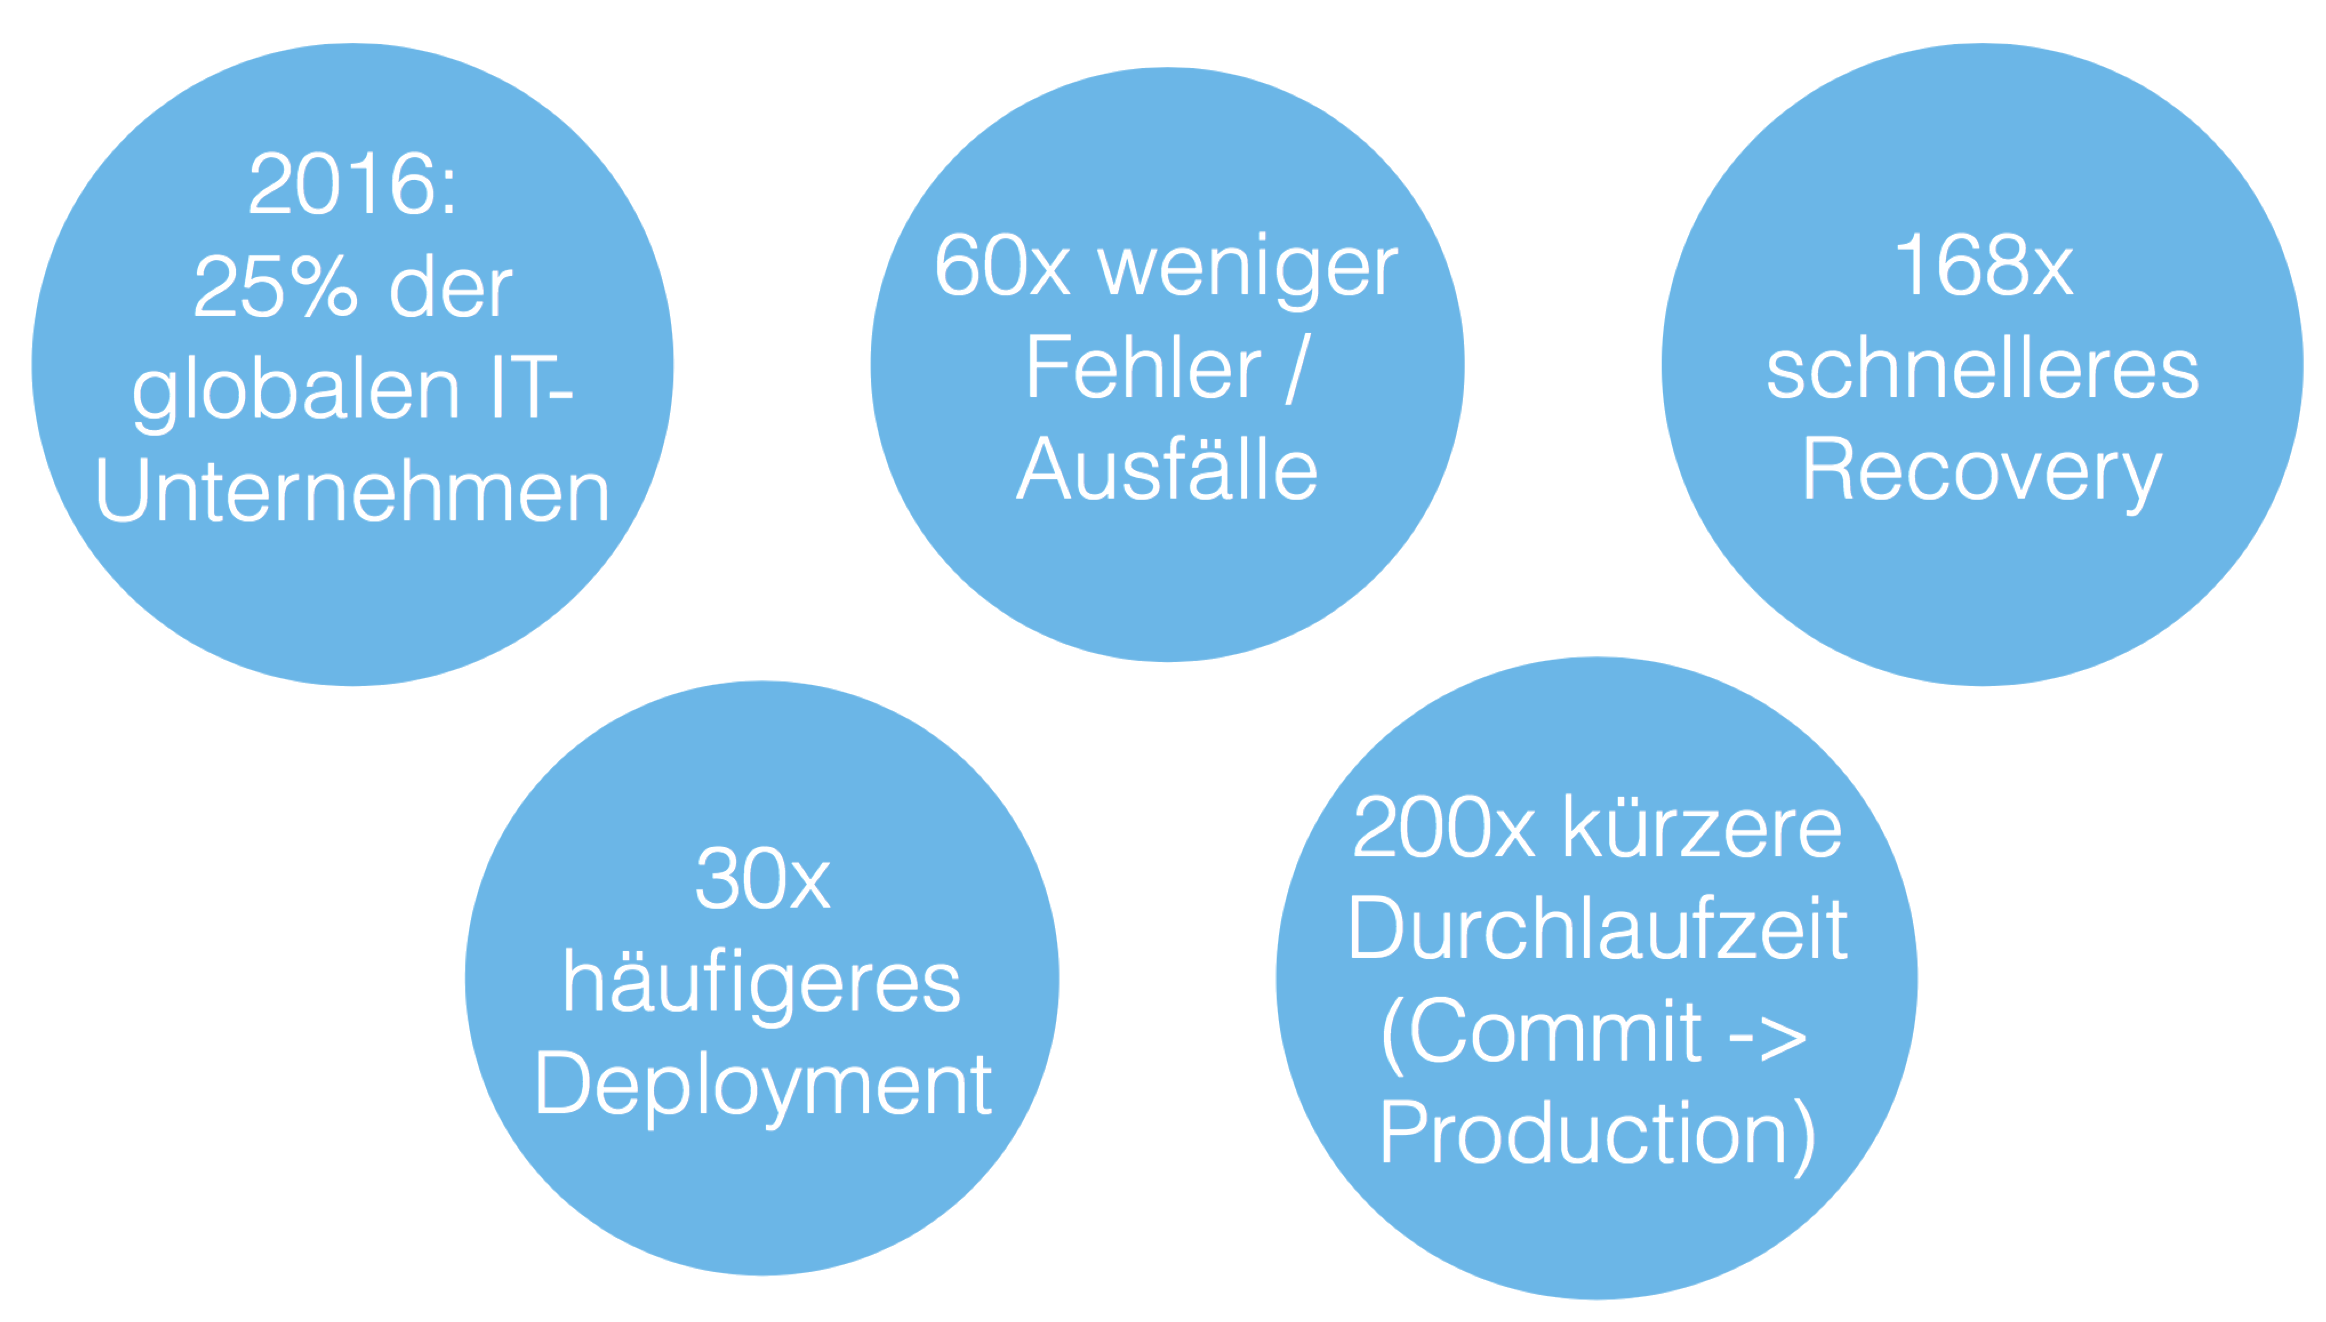 2016:
25% der
globalen IT-
Unternehmen
60x weniger
Fehler /
Ausfälle
168x
schnelleres
Recovery
30x
häufigeres
Deployment
200x kürzere
Durchlaufzeit
(Commit ->
Production)